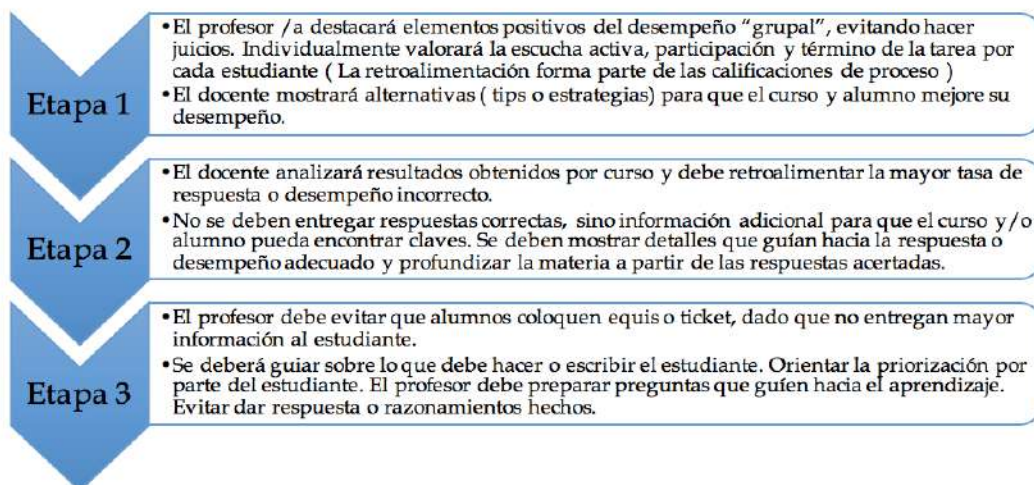 Etapa 1
•El profesor /a destacará elementos positivos del desempeño “grupal”, evitando hacer
juicios. Individualmente valorará la escucha activa, participación y término de la tarea por
cada estudiante ( La retroalimentación forma parte de las calificaciones de proceso )
•El docente mostrará alternativas ( tips o estrategias) para que el curso y alumno mejore su
desempeño.
Etapa 2
•El docente analizará resultados obtenidos por curso y debe retroalimentar la mayor tasa de
respuesta o desempeño incorrecto.
•No se deben entregar respuestas correctas, sino información adicional para que el curso y/o
alumno pueda encontrar claves. Se deben mostrar detalles que guían hacia la respuesta o
desempeño adecuado y profundizar la materia a partir de las respuestas acertadas.
Etapa 3
•El profesor debe evitar que alumnos coloquen equis o ticket, dado que no entregan mayor
información al estudiante.
•Se deberá guiar sobre lo que debe hacer o escribir el estudiante. Orientar la priorización por
parte del estudiante. El profesor debe preparar preguntas que guíen hacia el aprendizaje.
Evitar dar respuesta o razonamientos hechos.